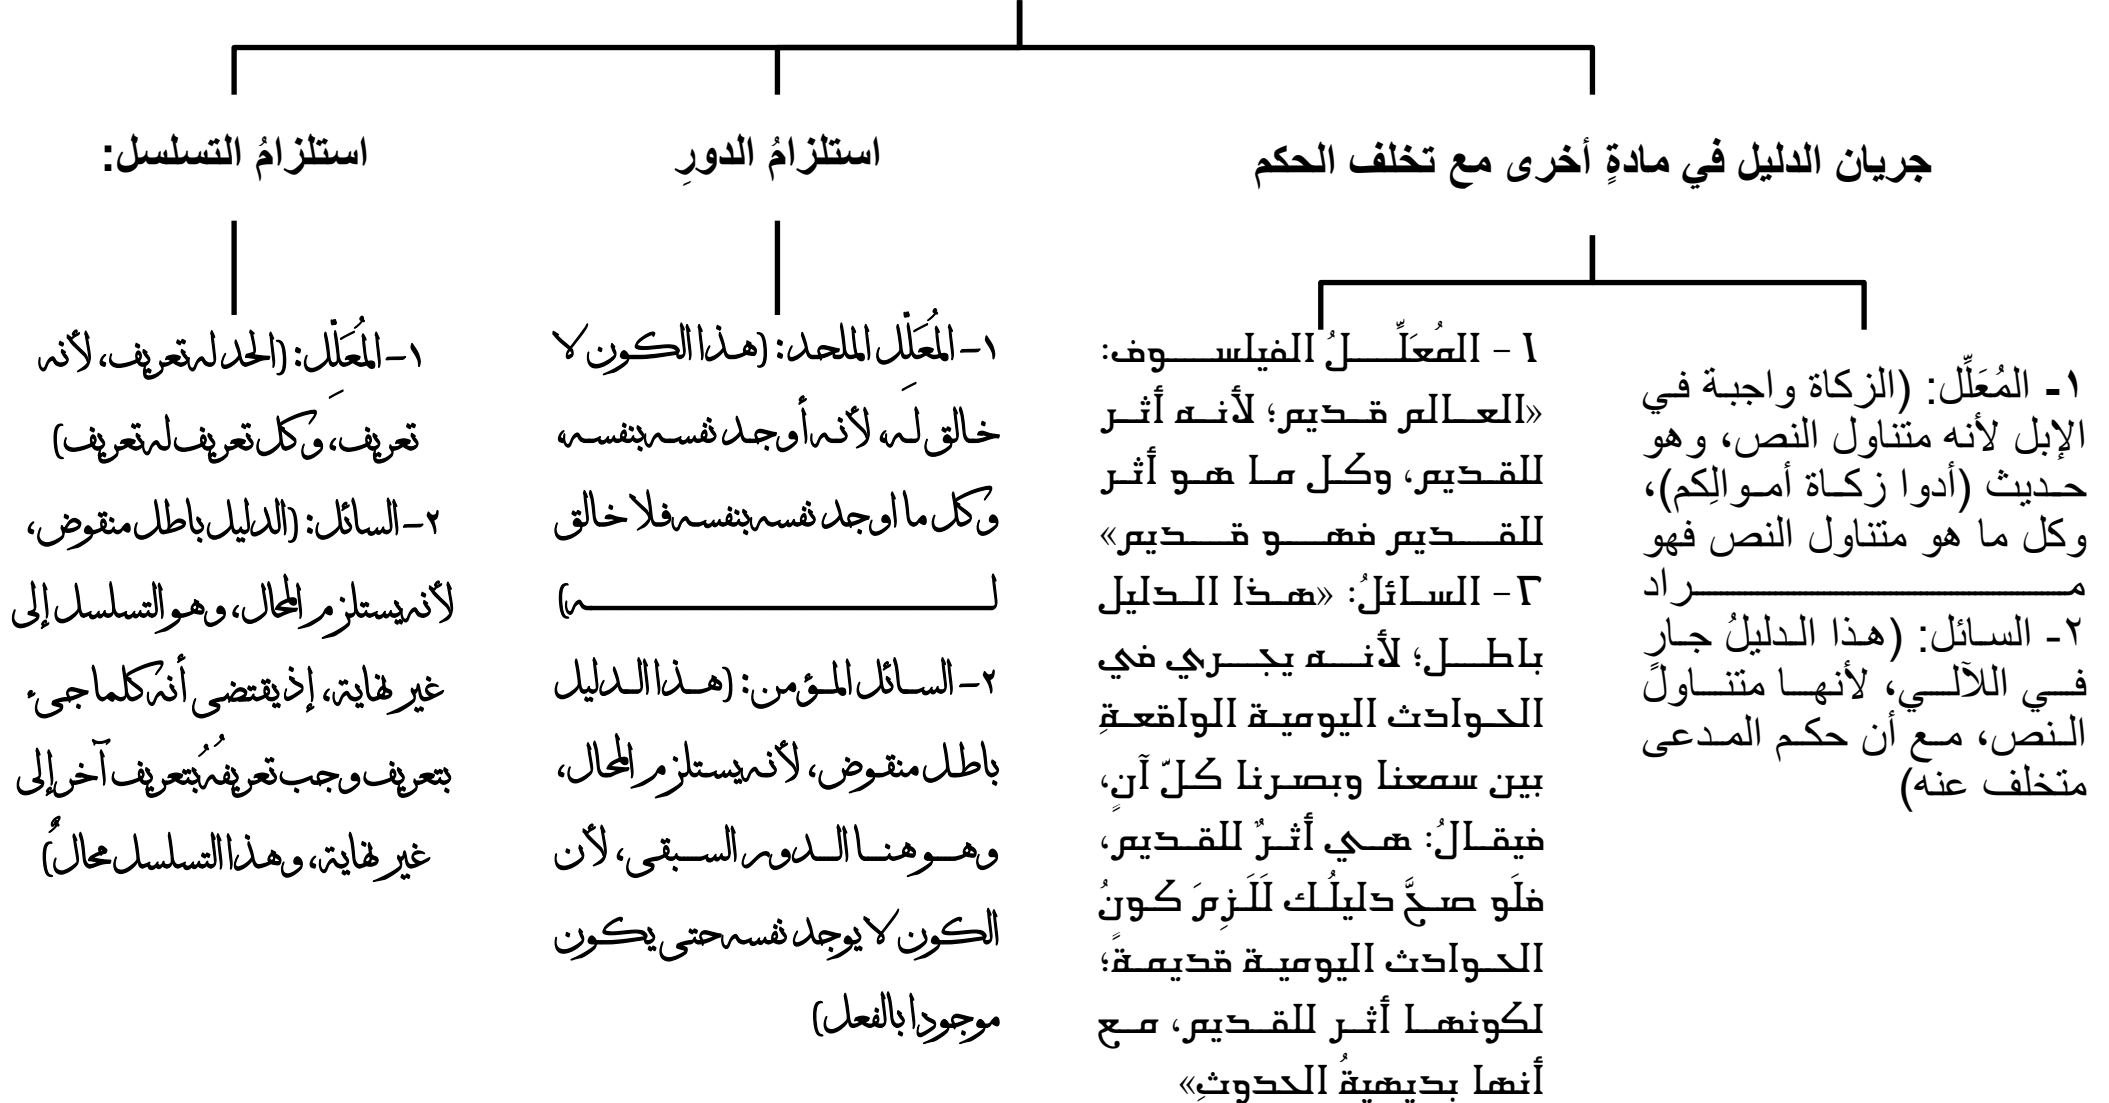 جريان الدليل في مادةٍ أخرى مع تخلف الحكم
استلزامُ الدورِ
استلزامُ التسلسل:
١- المُعَلِّل: (الزكاة واجبة في
الإبل لأنه متناول النص، وهو
حديث (أدوا زكاة أموالِكم)،
وكل ما هو متناول النص فهو
مراد
٢- السائل: (هذا الدليلُ جارٍ
في اللآلي، لأنها متناول
النص، مع أن حكم المدعى
متخلف عنه)
١- المُعَلِّلُ الفيلسوف:
«العالم قديم؛ لأنه أثر
للقديم، وكل ما هو أثر
للقديم فهو قديم»
٢- السائلُ: «هذا الدليل
باطل؛ لأنه يجري في
الحوادث اليومية الواقعةِ
بين سمعنا وبصرنا كلّ آنٍ،
فيقالُ: هي أثرٌ للقديم،
فلَو صحَّ دليلُك لَلَزِمَ كونُ
الحوادث اليومية قديمةً؛
لكونها أثر للقديم، مع
أنها بديهيةُ الحدوثِ»
١- المُعَلِّل الملحد: (هذا الكون لا
خالق له، لأنه أوجد نفسه بنفسه،
وكل ما اوجد نفسه بنفسه فلا خالق
له)
٢- السائل المؤمن: (هذا الدليل
باطل منقوض، لأنه يستلزم المحال،
وهو هنا الدور السبقي، لأن
الكون لا يوجد نفسه حتى يكون
موجودا بالفعل)
١- المُعَلِّل: (الحد له تعريف، لأنه
تعريف، وكل تعريف له تعريف)
٢- السائل: (الدليل باطل منقوض،
لأنه يستلزم المحال، وهو التسلسل إلى
غير نهاية، إذ يقتضي أنه كلما جيء
بتعريف وجب تعريفُه بتعريف آخر إلى
غير نهاية، وهذا التسلسل محالٌ)